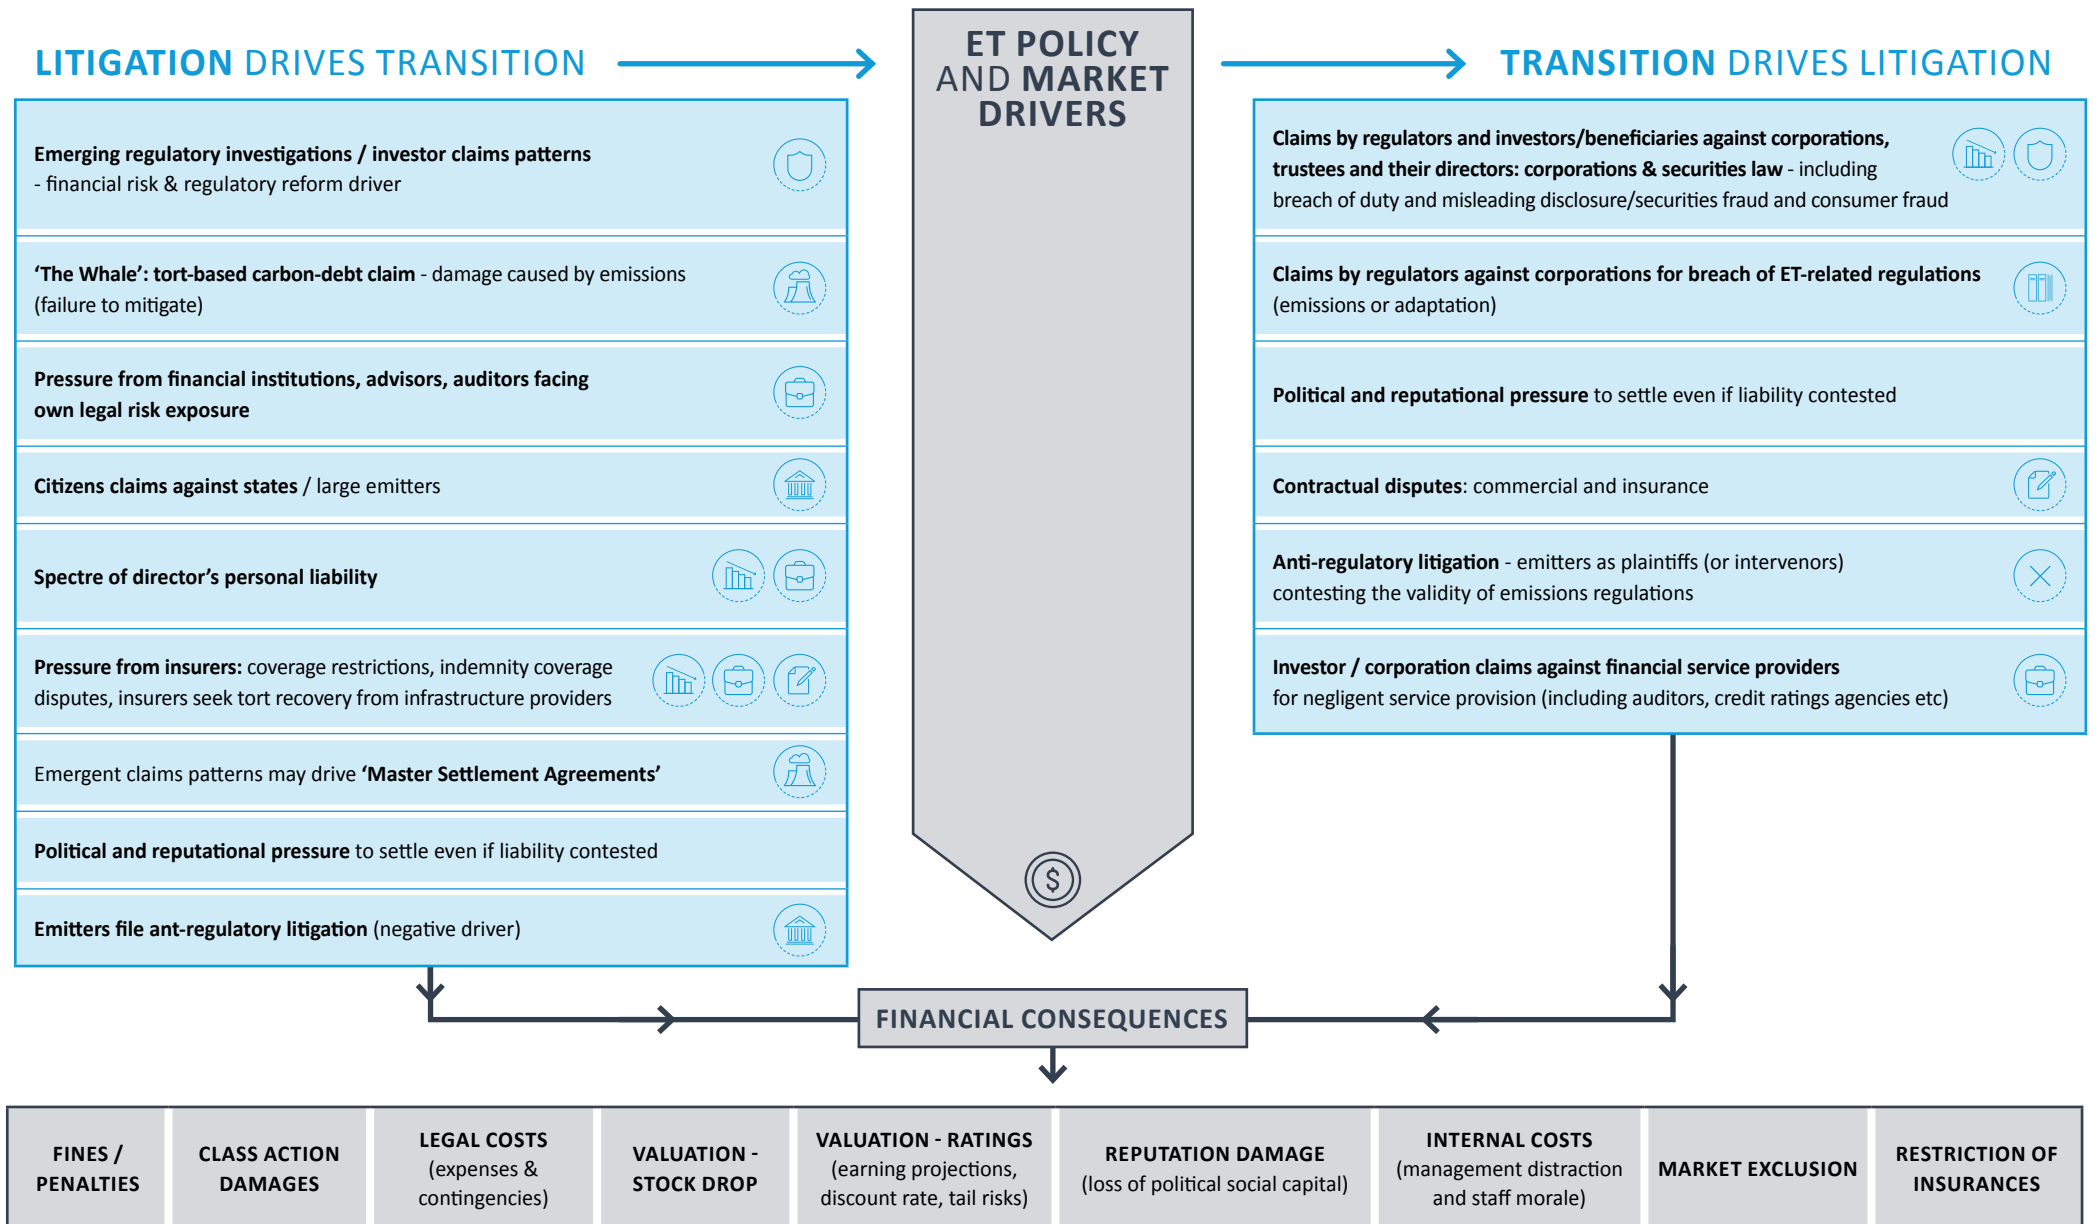 LITIGATION DRIVES TRANSITION
Emerging regulatory investigations / investor claims patterns
- financial risk & regulatory reform driver
‘The Whale’: tort-based carbon-debt claim - damage caused by emissions
(failure to mitigate)
Pressure from financial institutions, advisors, auditors facing
own legal risk exposure
Citizens claims against states / large emitters
Spectre of director’s personal liability
Pressure from insurers: coverage restrictions, indemnity coverage
disputes, insurers seek tort recovery from infrastructure providers
Emergent claims patterns may drive ‘Master Settlement Agreements’
Political and reputational pressure to settle even if liability contested
Emitters file ant-regulatory litigation (negative driver)
ET POLICY
AND MARKET
DRIVERS
$
TRANSITION DRIVES LITIGATION
Claims by regulators and investors/beneficiaries against corporations,
trustees and their directors: corporations & securities law - including
breach of duty and misleading disclosure/securities fraud and consumer fraud
Claims by regulators against corporations for breach of ET-related regulations
(emissions or adaptation)
Political and reputational pressure to settle even if liability contested
Contractual disputes: commercial and insurance
Anti-regulatory litigation - emitters as plaintiffs (or intervenors)
contesting the validity of emissions regulations
Investor / corporation claims against financial service providers
for negligent service provision (including auditors, credit ratings agencies etc)
FINANCIAL CONSEQUENCES
FINES /
PENALTIES
CLASS ACTION
DAMAGES
LEGAL COSTS
(expenses &
contingencies)
VALUATION -
STOCK DROP
VALUATION - RATINGS
(earning projections,
discount rate, tail risks)
REPUTATION DAMAGE
(loss of political social capital)
INTERNAL COSTS
(management distraction
and staff morale)
MARKET EXCLUSION
RESTRICTION OF
INSURANCES